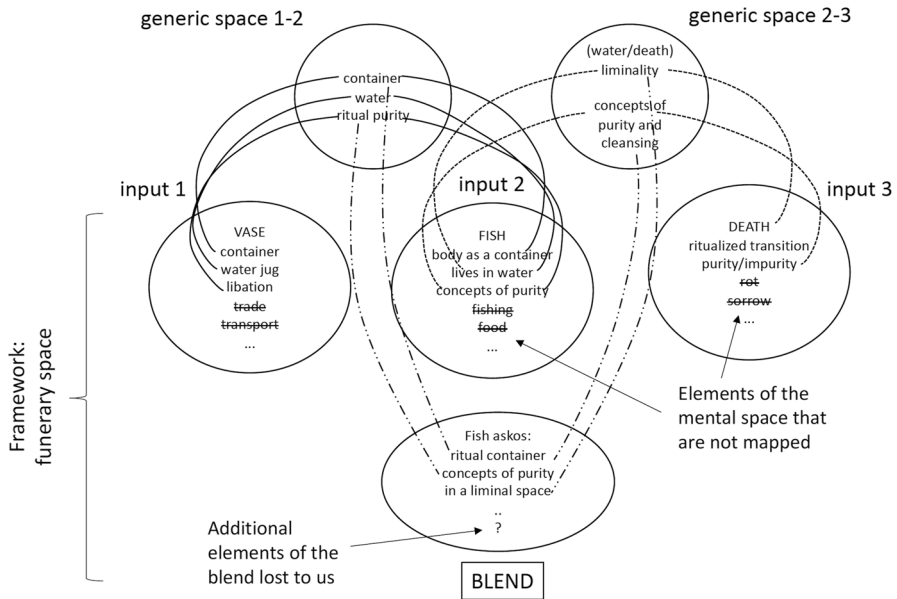 generic space 1-2
generic space 2-3
container
water
ritual purity
(water/death)
liminality
concepts of
purity and
cleansing
input 1
input 2
input 3
VASE
container
water jug
libation
trade
transport
...
FISH
body as a container
lives in water
concepts of purity
fishing
food
...
DEATH
ritualized transition
purity/impurity
rot
sorrow
...
Framework:
funerary space
Elements of the
mental space that
are not mapped
Fish askos:
ritual container
concepts of purity
in a liminal space
..
?
Additional
elements of the
blend lost to us
BLEND